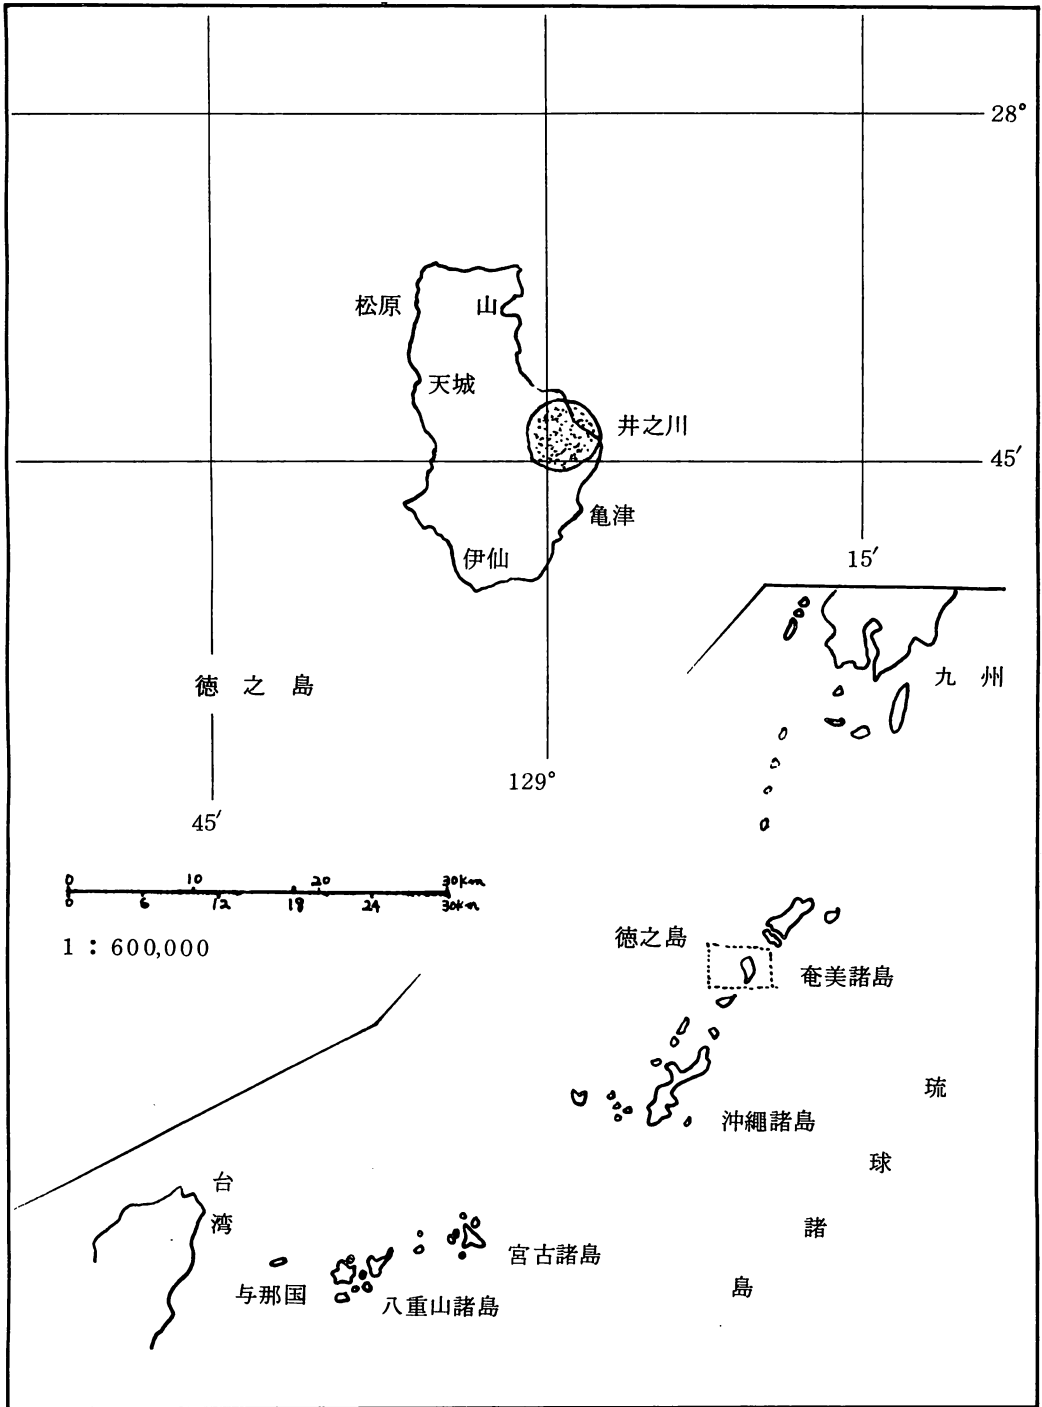 28°
松原
山
天城
井之川
45′
亀津
伊仙
15′
徳之島
九州
129°
45′
0 10 20 30km
0 6 12 18 24 30km
1 : 600,000
徳之島
奄美諸島
沖縄諸島
琉球諸島
台湾
宮古諸島
与那国
八重山諸島